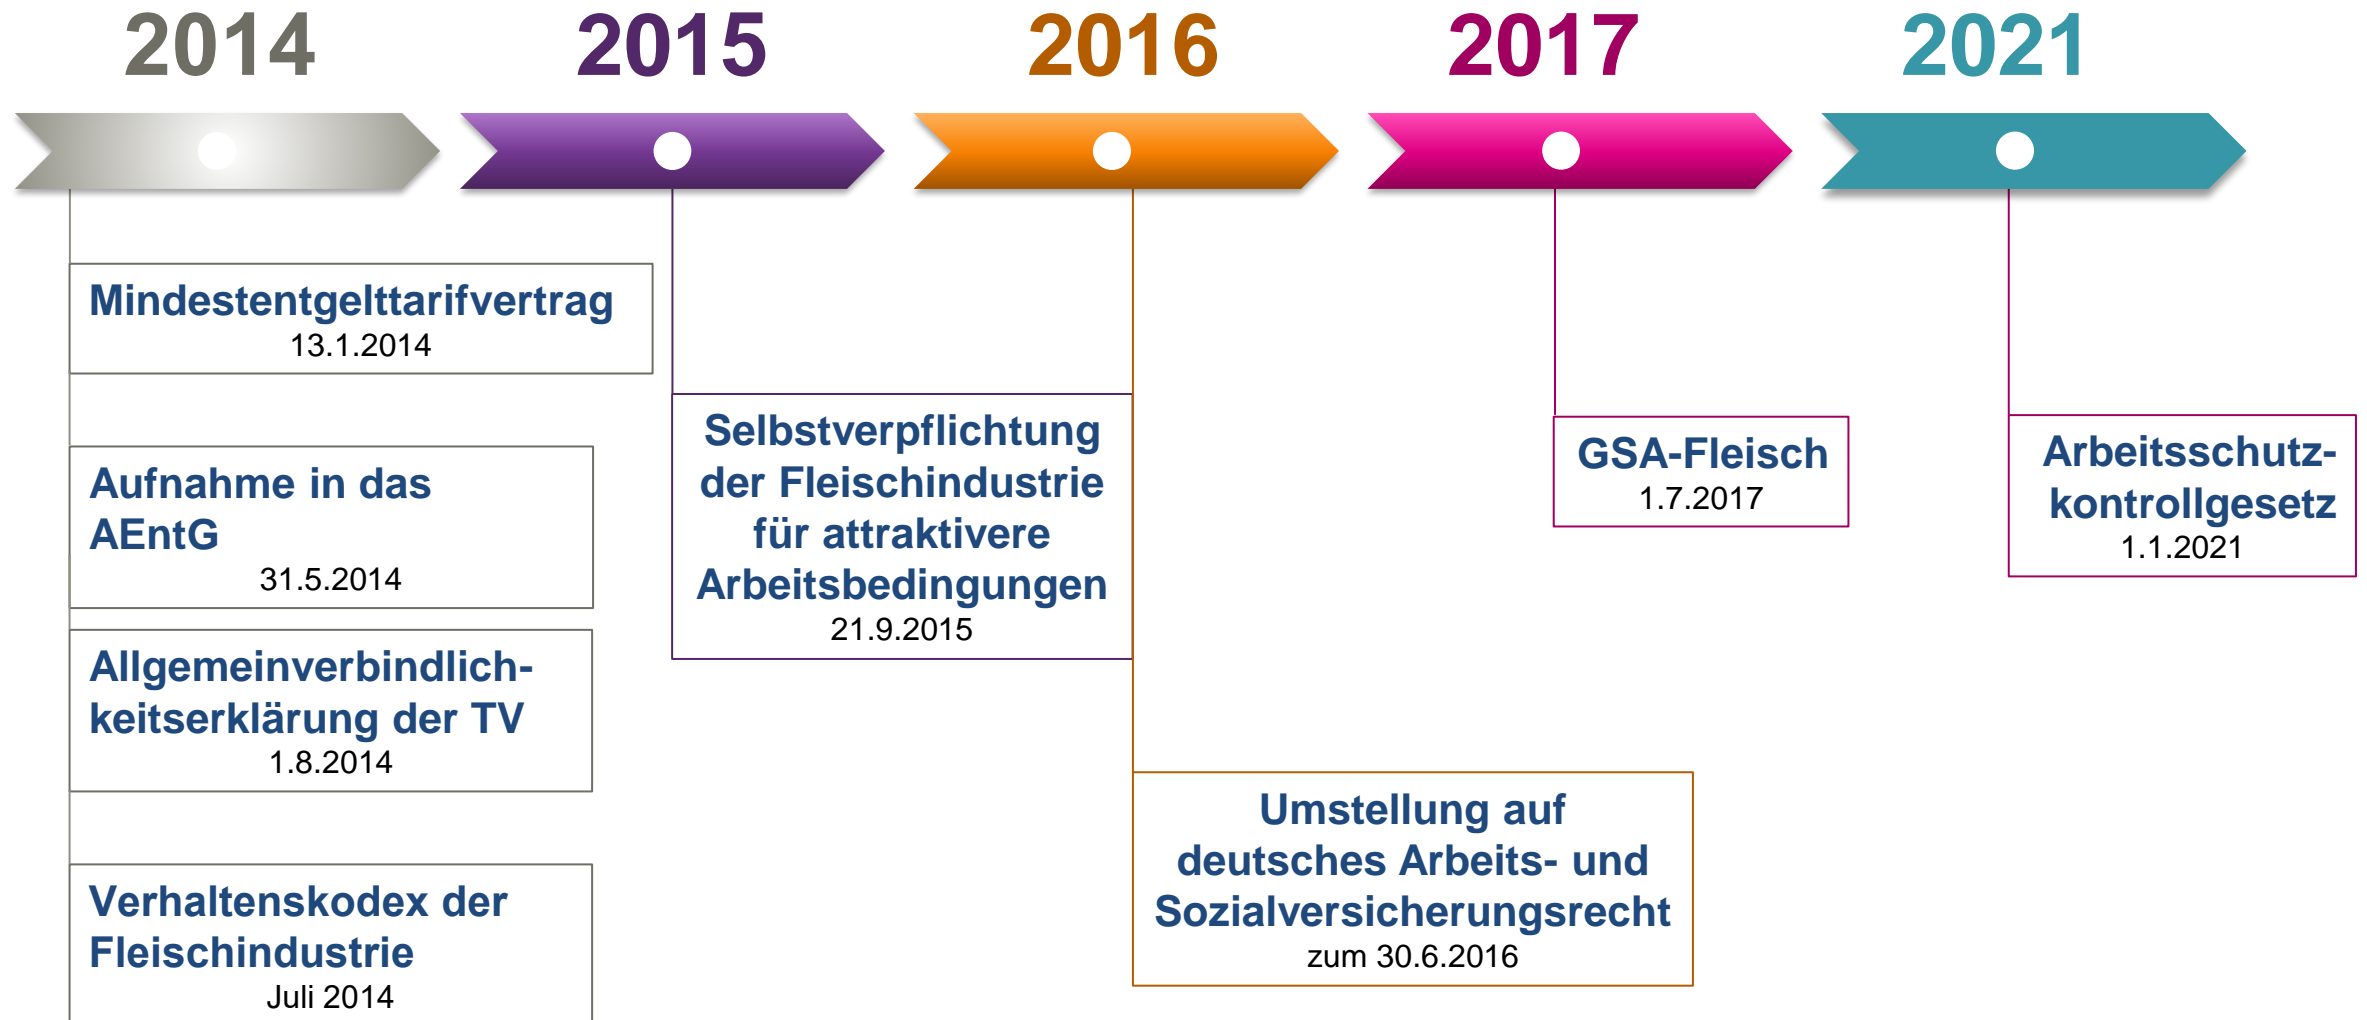 2014
2015
2016
2017
2021
Mindestentgelttarifvertrag
13.1.2014
Aufnahme in das
AEntG
31.5.2014
Allgemeinverbindlich-
keitserklärung der TV
1.8.2014
Verhaltenskodex der
Fleischindustrie
Juli 2014
Selbstverpflichtung
der Fleischindustrie
für attraktivere
Arbeitsbedingungen
21.9.2015
Umstellung auf
deutsches Arbeits- und
Sozialversicherungsrecht
zum 30.6.2016
GSA-Fleisch
1.7.2017
Arbeitsschutz-
kontrollgesetz
1.1.2021